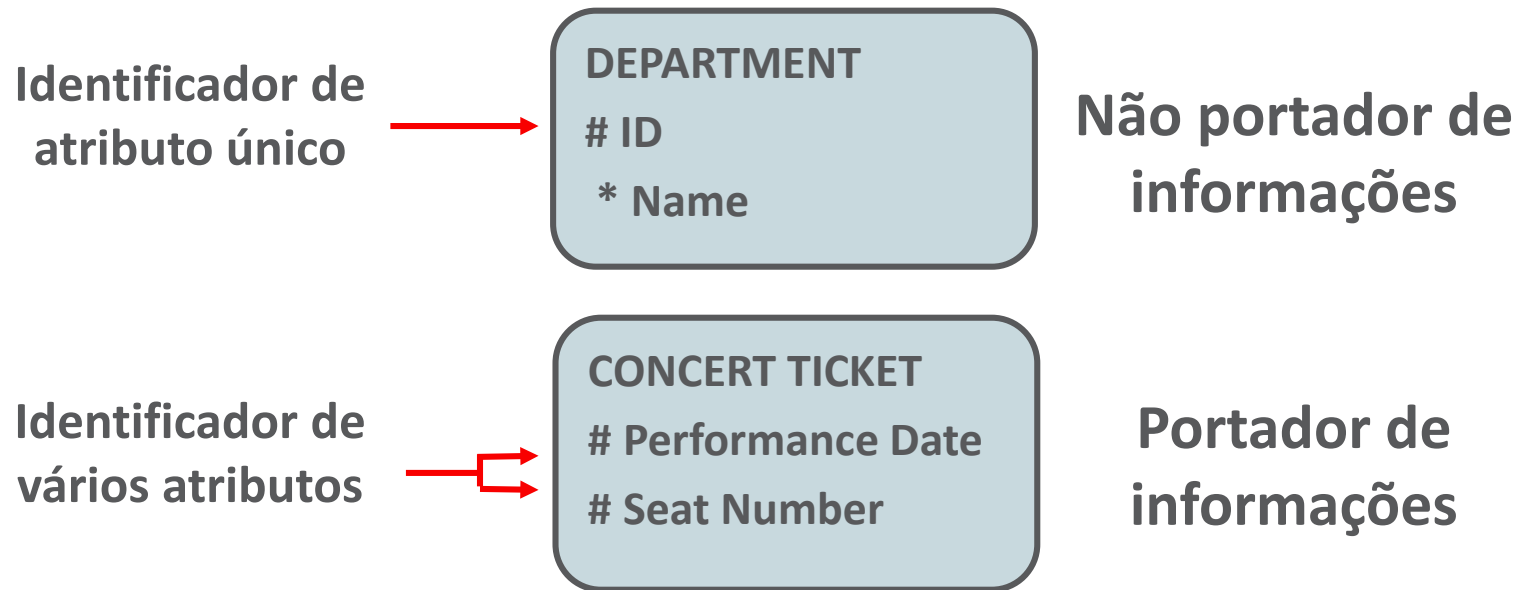 Identificador de
atributo único
DEPARTMENT
# ID
* Name
Não portador de
informações
Identificador de
vários atributos
CONCERT TICKET
# Performance Date
# Seat Number
Portador de
informações